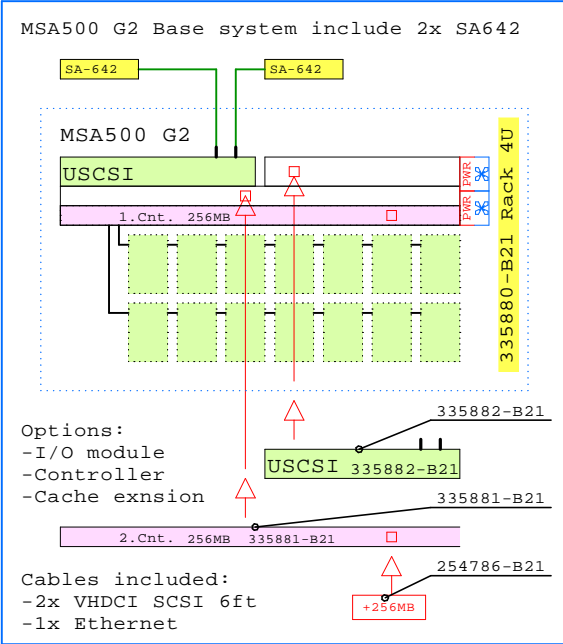 MSA500 G2 Base system include 2x SA642
SA-642
SA-642
MSA500 G2
USCSI
PWR
PWR
1.Cnt. 256MB
335880-B21 Rack 4U
335882-B21
Options:
-I/O module
-Controller
-Cache exnsion
USCSI 335882-B21
335881-B21
2.Cnt. 256MB 335881-B21
254786-B21
Cables included:
-2x VHDCI SCSI 6ft
-1x Ethernet
+256MB